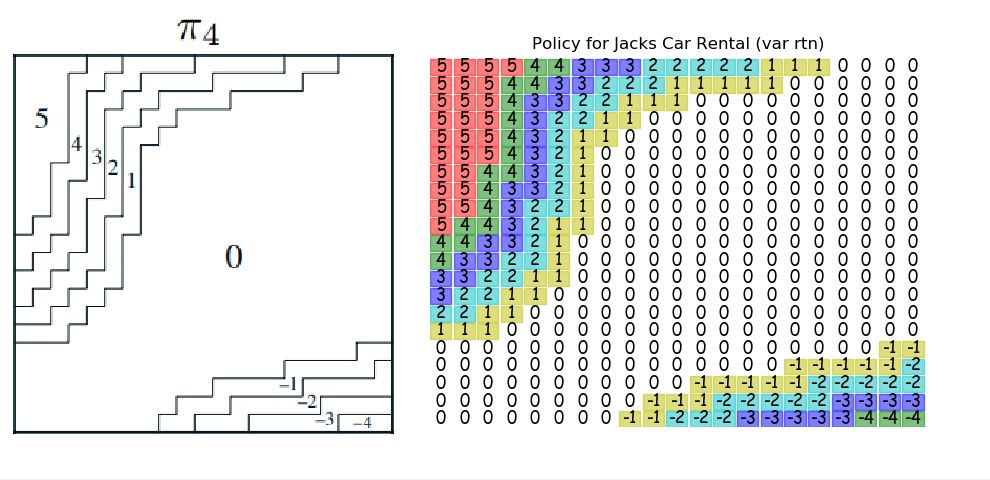 π4
5
4
3
2
1
0
-1
-2
-3
-4
Policy for Jacks Car Rental (var rtn)
5 5 5 5 4 4 3 3 3 2 2 2 2 2 1 1 1 0 0 0 0
5 5 5 4 4 3 3 2 2 2 1 1 1 1 1 0 0 0 0 0 0
5 5 5 4 3 3 2 2 1 1 1 0 0 0 0 0 0 0 0 0 0
5 5 5 4 3 2 2 1 1 0 0 0 0 0 0 0 0 0 0 0 0
5 5 5 4 3 2 1 1 0 0 0 0 0 0 0 0 0 0 0 0 0
5 5 5 4 3 2 1 0 0 0 0 0 0 0 0 0 0 0 0 0 0
5 5 4 4 3 2 1 0 0 0 0 0 0 0 0 0 0 0 0 0 0
5 5 4 3 3 2 1 0 0 0 0 0 0 0 0 0 0 0 0 0 0
5 5 4 3 2 2 1 0 0 0 0 0 0 0 0 0 0 0 0 0 0
5 4 4 3 2 1 1 0 0 0 0 0 0 0 0 0 0 0 0 0 0
4 4 3 3 2 1 0 0 0 0 0 0 0 0 0 0 0 0 0 0 0
4 3 3 2 2 1 0 0 0 0 0 0 0 0 0 0 0 0 0 0 0
3 3 2 2 1 1 0 0 0 0 0 0 0 0 0 0 0 0 0 0 0
3 2 2 1 1 0 0 0 0 0 0 0 0 0 0 0 0 0 0 0 0
2 2 1 1 0 0 0 0 0 0 0 0 0 0 0 0 0 0 0 0 0
1 1 1 0 0 0 0 0 0 0 0 0 0 0 0 0 0 0 0 0 0
0 0 0 0 0 0 0 0 0 0 0 0 0 0 0 0 0 0 0 -1 -1
0 0 0 0 0 0 0 0 0 0 0 0 0 0 0 -1 -1 -1 -1 -1 -2
0 0 0 0 0 0 0 0 0 0 0 -1 -1 -1 -1 -1 -2 -2 -2 -2 -2
0 0 0 0 0 0 0 0 0 -1 -1 -1 -2 -2 -2 -2 -2 -3 -3 -3 -3
0 0 0 0 0 0 0 0 -1 -1 -2 -2 -2 -3 -3 -3 -3 -3 -4 -4 -4